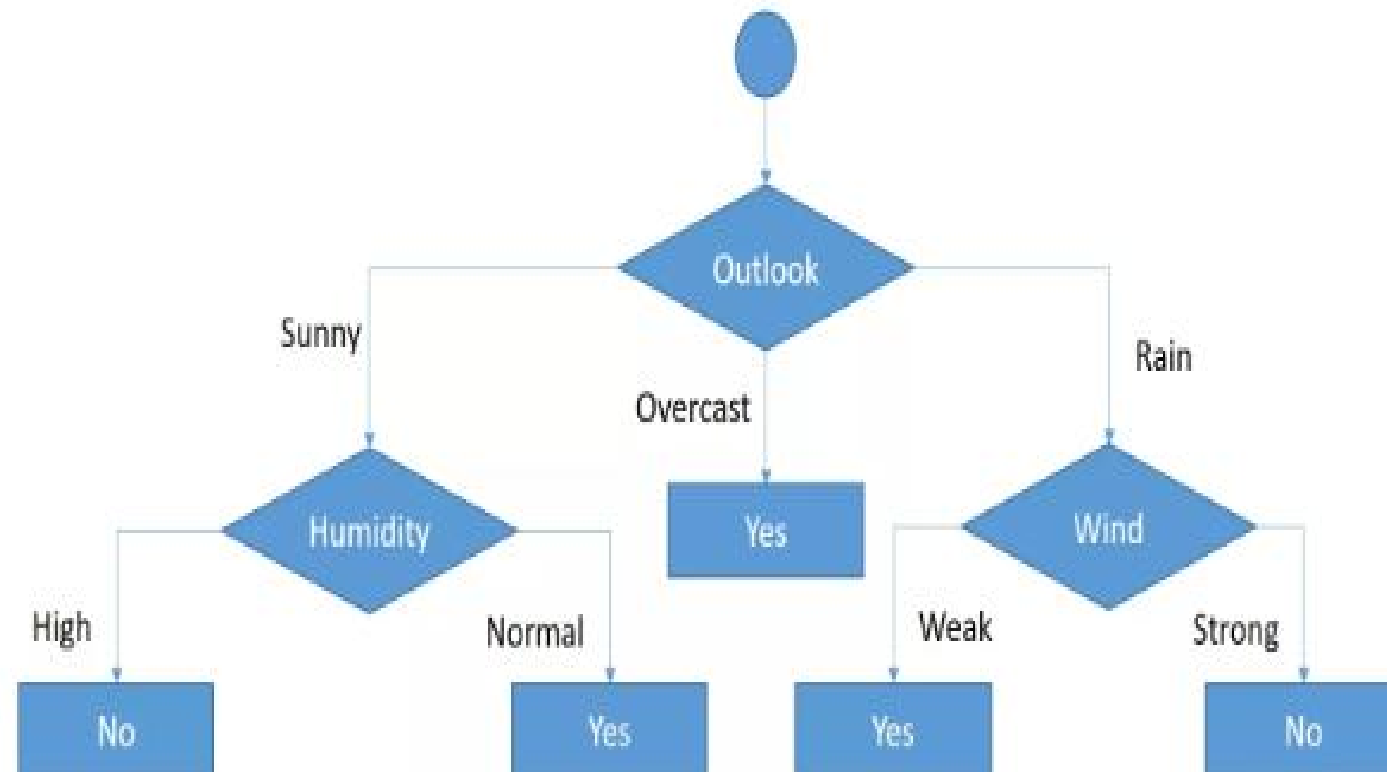 Outlook
Sunny
Rain
Overcast
Humidity
Yes
Wind
High
Normal
Weak
Strong
No
Yes
Yes
No